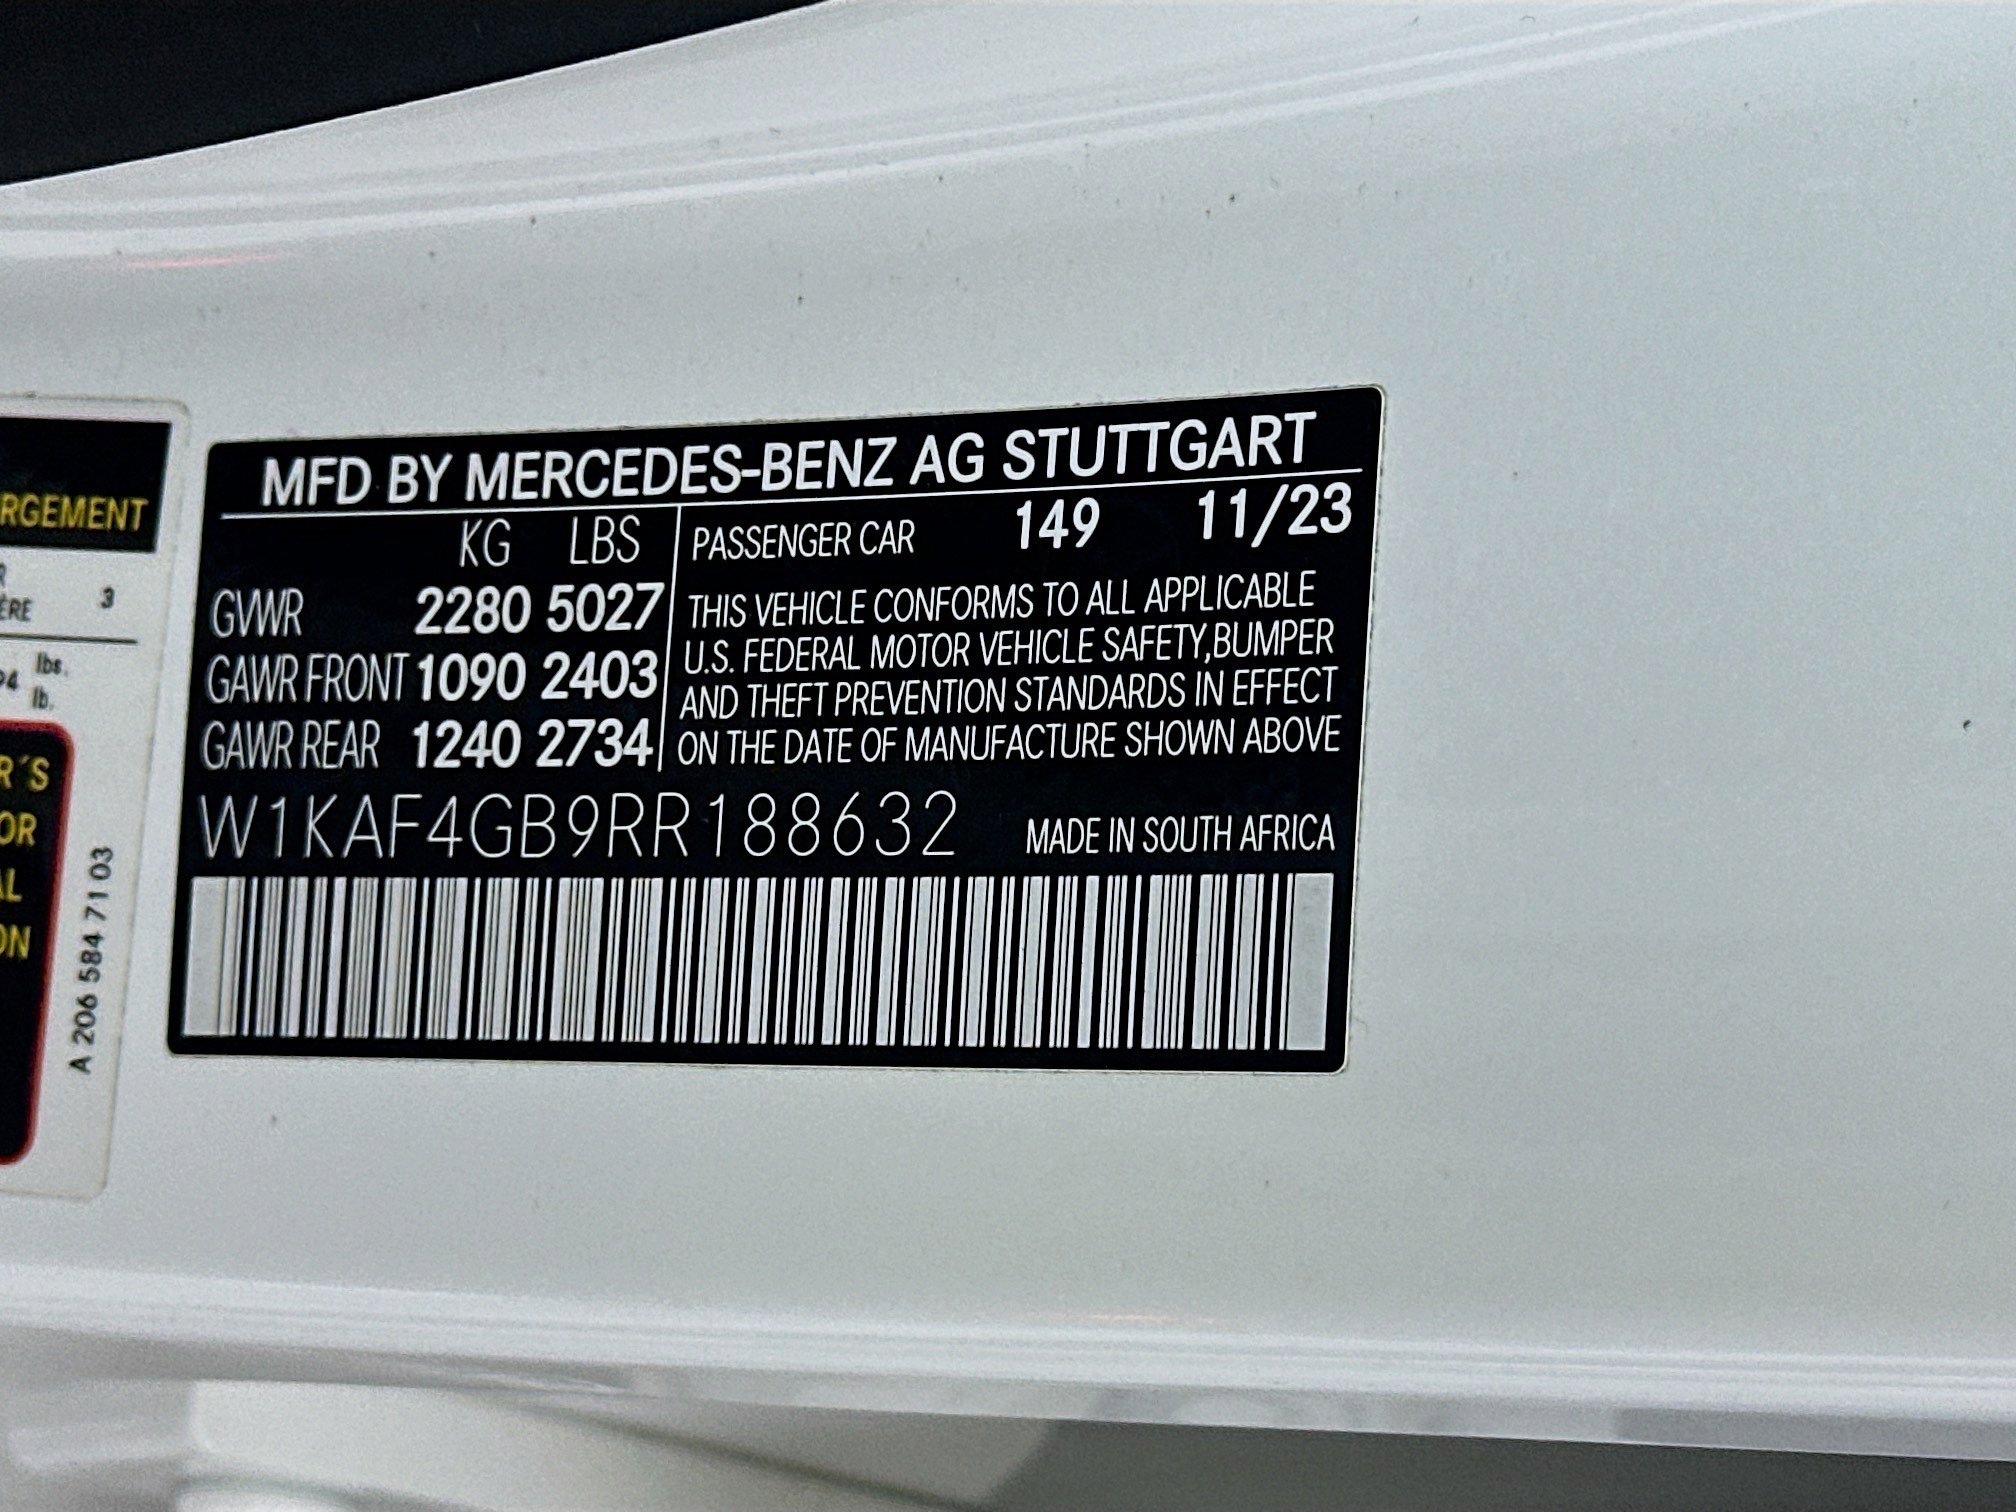 RGEMENT
ÈRE 3
lbs.
lb.
R´S
OR
AL
ON
A 206 584 71 03
MFD BY MERCEDES-BENZ AG STUTTGART
KG LBS
GVWR 2280 5027
GAWR FRONT 1090 2403
GAWR REAR 1240 2734
PASSENGER CAR 149 11/23
THIS VEHICLE CONFORMS TO ALL APPLICABLE
U.S. FEDERAL MOTOR VEHICLE SAFETY,BUMPER
AND THEFT PREVENTION STANDARDS IN EFFECT
ON THE DATE OF MANUFACTURE SHOWN ABOVE
W1KAF4GB9RR188632 MADE IN SOUTH AFRICA